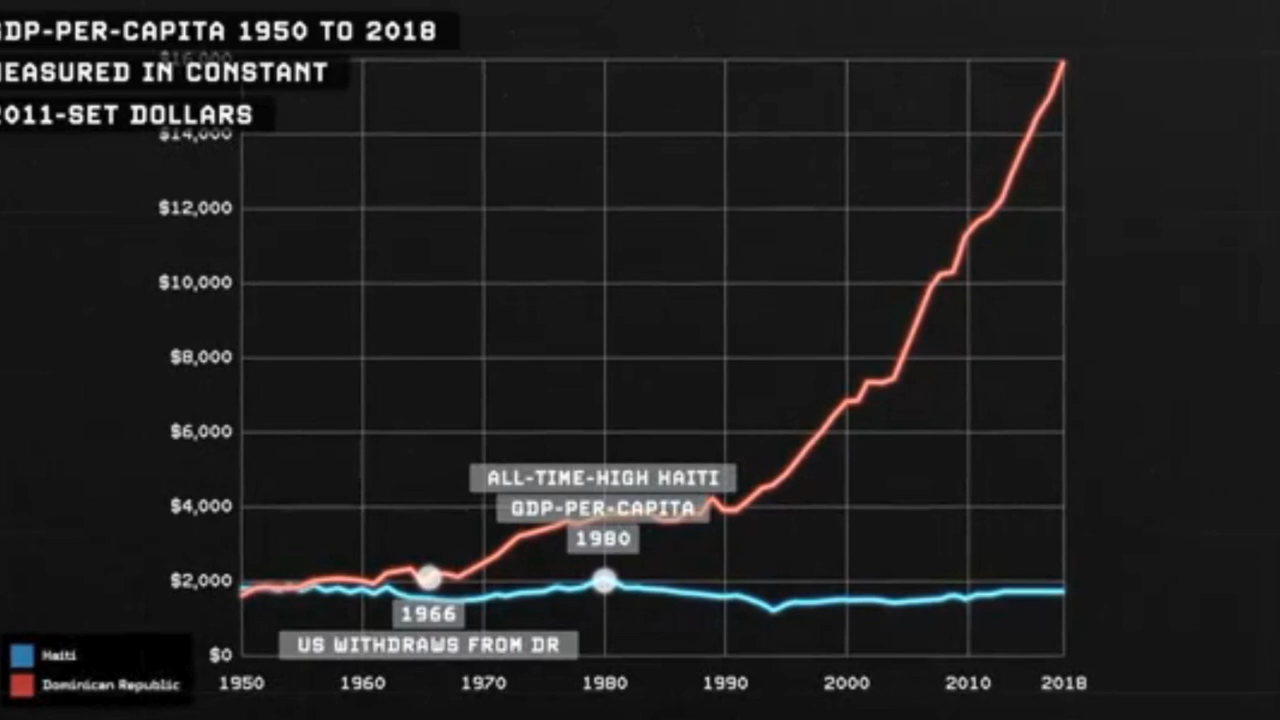 GDP-PER-CAPITA 1950 TO 2018
MEASURED IN CONSTANT
2011-SET DOLLARS
$16,000
$14,000
$12,000
$10,000
$8,000
$6,000
$4,000
$2,000
$0
ALL-TIME-HIGH HAITI
GDP-PER-CAPITA
1980
1966
US WITHDRAWS FROM DR
Haiti
Dominican Republic
1950 1960 1970 1980 1990 2000 2010 2018